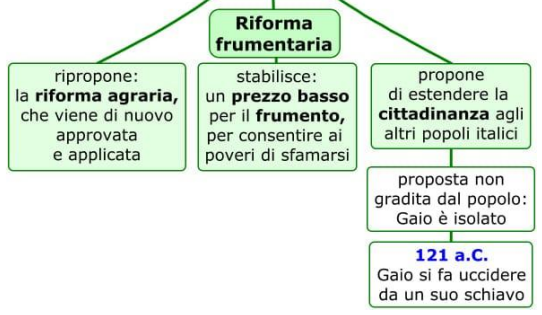 Riforma
frumentaria
ripropone:
la riforma agraria,
che viene di nuovo
approvata
e applicata
stabilisce:
un prezzo basso
per il frumento,
per consentire ai
poveri di sfamarsi
propone
di estendere la
cittadinanza agli
altri popoli italici
proposta non
gradita dal popolo:
Gaio è isolato
121 a.C.
Gaio si fa uccidere
da un suo schiavo